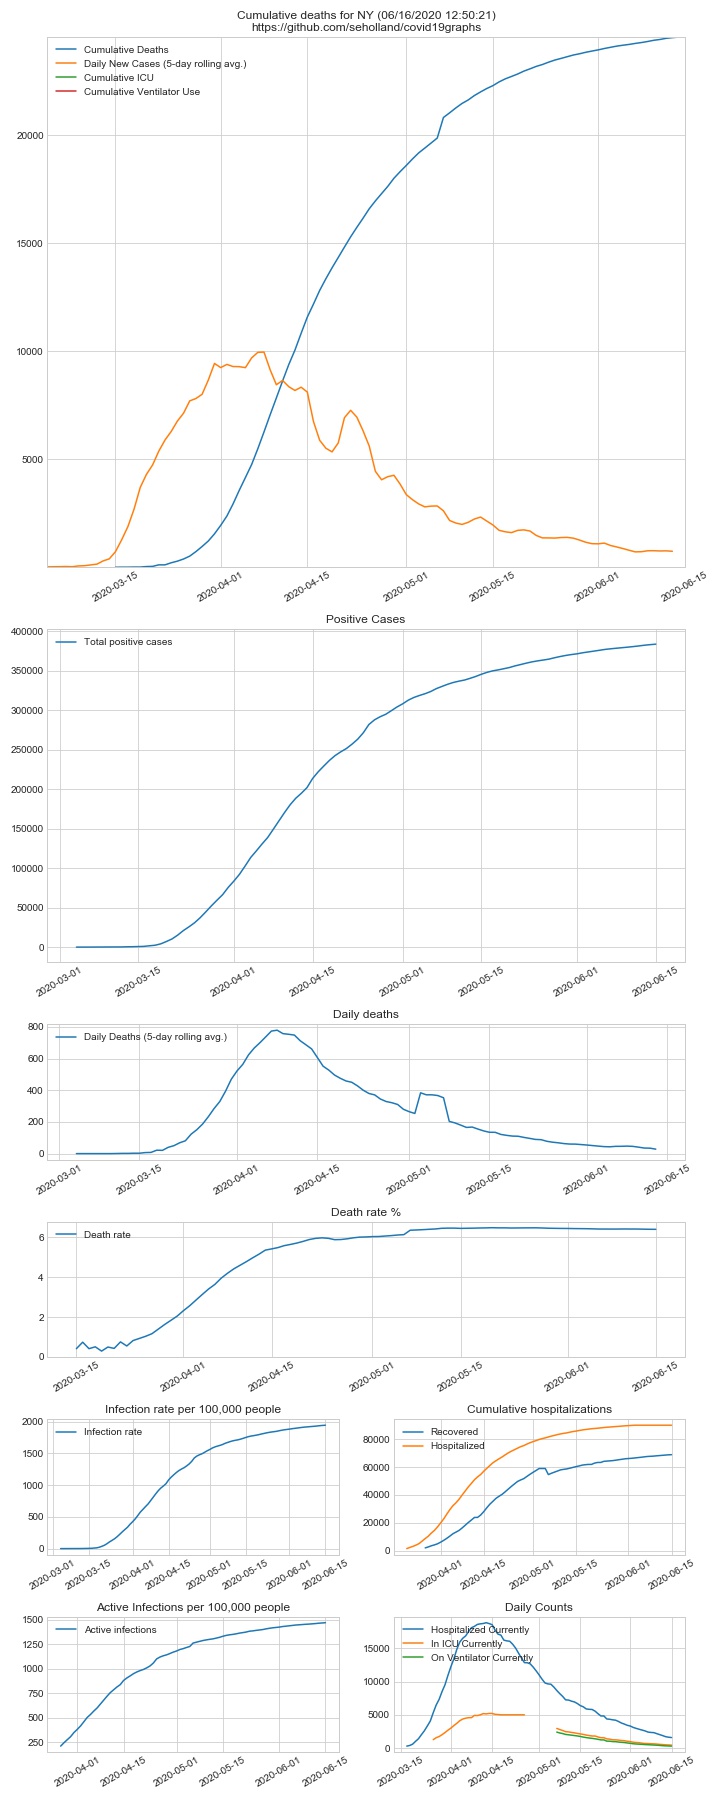 Cumulative deaths for NY (06/16/2020 12:50:21)
https://github.com/seholland/covid19graphs
Cumulative Deaths
Daily New Cases (5-day rolling avg.)
Cumulative ICU
Cumulative Ventilator Use
20000
15000
10000
5000
2020-03-15 2020-04-01 2020-04-15 2020-05-01 2020-05-15 2020-06-01 2020-06-15
Positive Cases
Total positive cases
400000
350000
300000
250000
200000
150000
100000
50000
0
2020-03-01 2020-03-15 2020-04-01 2020-04-15 2020-05-01 2020-05-15 2020-06-01 2020-06-15
Daily deaths
Daily Deaths (5-day rolling avg.)
800
600
400
200
0
2020-03-01 2020-03-15 2020-04-01 2020-04-15 2020-05-01 2020-05-15 2020-06-01 2020-06-15
Death rate %
Death rate
6
4
2
0
2020-03-15 2020-04-01 2020-04-15 2020-05-01 2020-05-15 2020-06-01 2020-06-15
Infection rate per 100,000 people
Infection rate
2000
1500
1000
500
0
2020-03-01 2020-03-15 2020-04-01 2020-04-15 2020-05-01 2020-05-15 2020-06-01 2020-06-15
Cumulative hospitalizations
Recovered
Hospitalized
80000
60000
40000
20000
0
2020-04-01 2020-04-15 2020-05-01 2020-05-15 2020-06-01 2020-06-15
Active Infections per 100,000 people
Active infections
1500
1250
1000
750
500
250
2020-04-01 2020-04-15 2020-05-01 2020-05-15 2020-06-01 2020-06-15
Daily Counts
Hospitalized Currently
In ICU Currently
On Ventilator Currently
15000
10000
5000
0
2020-03-15 2020-04-01 2020-04-15 2020-05-01 2020-05-15 2020-06-01 2020-06-15